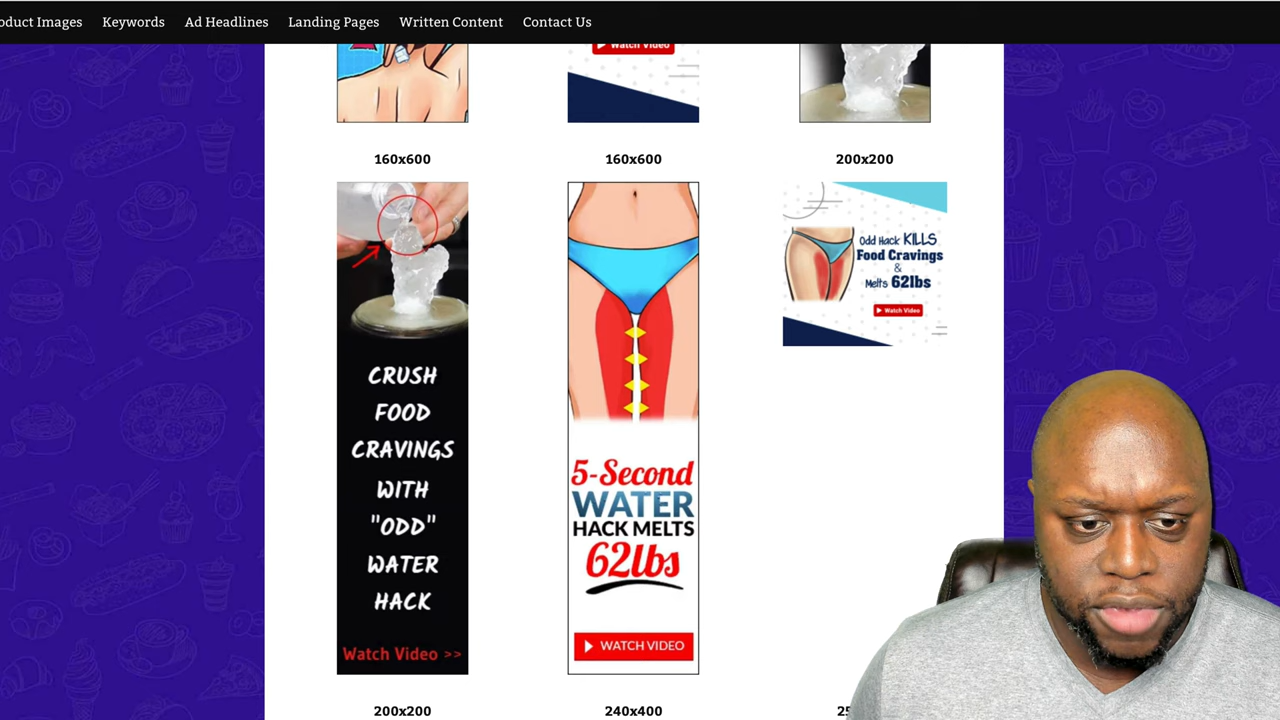 oduct Images Keywords Ad Headlines Landing Pages Written Content Contact Us
Watch Video
160x600 160x600 200x200
CRUSH
FOOD
CRAVINGS
WITH
"ODD"
WATER
HACK
Watch Video >>
5-Second
WATER
HACK MELTS
62lbs
WATCH VIDEO
Odd Hack KILLS
Food Cravings
&
Melts 62lbs
Watch Video
200x200 240x400 25